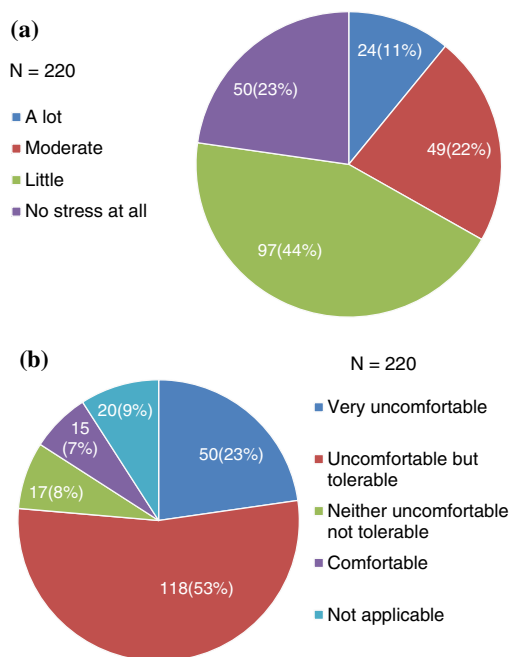 (a)
N = 220
A lot
Moderate
Little
No stress at all
24(11%)
49(22%)
97(44%)
50(23%)
(b)
N = 220
Very uncomfortable
Uncomfortable but
tolerable
Neither uncomfortable
not tolerable
Comfortable
Not applicable
50(23%)
118(53%)
17(8%)
15
(7%)
20(9%)